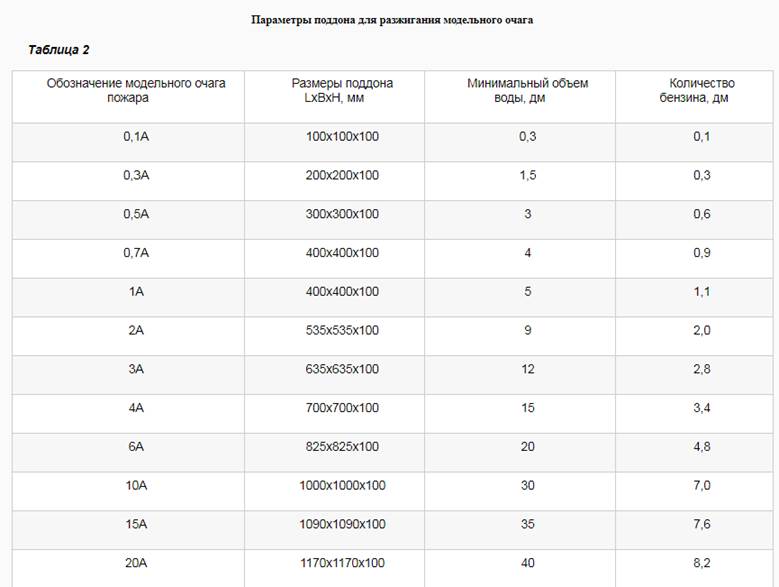 Параметры поддона для разжигания модельного очага
Таблица 2
Обозначение модельного очага пожара | Размеры поддона LxBxH, мм | Минимальный объем воды, дм | Количество бензина, дм
0,1А | 100x100x100 | 0,3 | 0,1
0,3А | 200x200x100 | 1,5 | 0,3
0,5А | 300x300x100 | 3 | 0,6
0,7А | 400x400x100 | 4 | 0,9
1А | 400x400x100 | 5 | 1,1
2А | 535x535x100 | 9 | 2,0
3А | 635x635x100 | 12 | 2,8
4А | 700x700x100 | 15 | 3,4
6А | 825x825x100 | 20 | 4,8
10А | 1000x1000x100 | 30 | 7,0
15А | 1090x1090x100 | 35 | 7,6
20А | 1170x1170x100 | 40 | 8,2